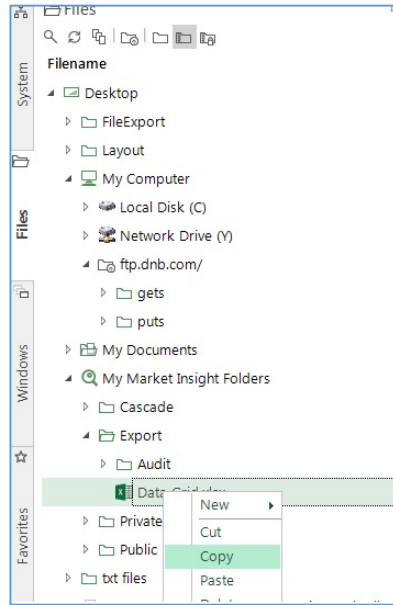 Files
System
Files
Windows
Favorites
Filename
Desktop
FileExport
Layout
My Computer
Local Disk (C)
Network Drive (Y)
ftp.dnb.com/
gets
puts
My Documents
My Market Insight Folders
Cascade
Export
Audit
Data
New
Private
Cut
Public
Copy
txt files
Paste